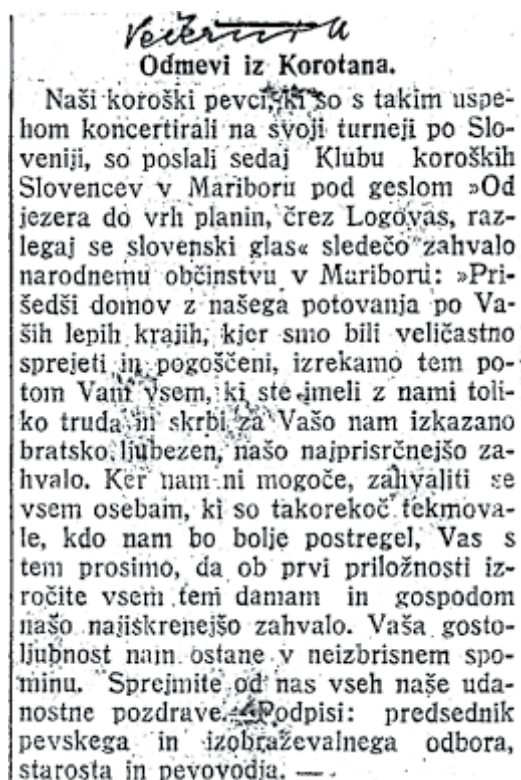 Odmevi iz Korotana.
Naši koroški pevci, ki so s takim uspe-
hom koncertirali na svoji turneji po Slo-
veniji, so poslali sedaj Klubu koroških
Slovencev v Mariboru pod geslom »Od
jezera do vrh planin, črez Logovas, raz-
legaj se slovenski glas« sledečo zahvalo
narodnemu občinstvu v Mariboru: »Pri-
šedši domov z našega potovanja po Va-
ših lepih krajih, kjer smo bili veličastno
sprejeti in pogoščeni, izrekamo tem po-
tom Vam vsem, ki ste imeli z nami toli-
ko truda in skrbi za Vašo nam izkazano
bratsko ljubezen, našo najprisrčnejšo za-
hvalo. Ker nam ni mogoče, zahvaliti se
vsem osebam, ki so takorekoč tekmova-
le, kdo nam bo bolje postregel, Vas s
tem prosimo, da ob prvi priložnosti iz-
ročite vsem tem damam in gospodom
našo najiskrenejšo zahvalo. Vaša gosto-
ljubnost nam ostane v neizbrisnem spo-
minu. Sprejmite od nas vseh naše uda-
nostne pozdrave. — Podpisi: predsednik
pevskega in izobraževalnega odbora,
starosta in pevovodja. —